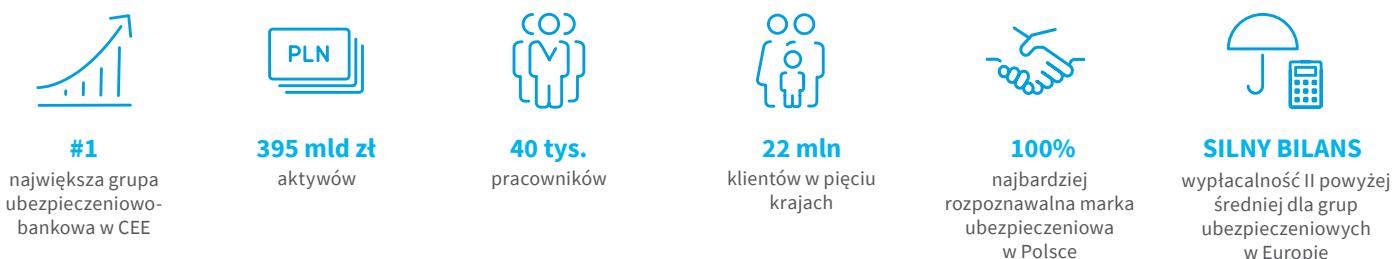 PLN
#1
największa grupa
ubezpieczeniowo-
bankowa w CEE
395 mld zł
aktywów
40 tys.
pracowników
22 mln
klientów w pięciu
krajach
100%
najbardziej
rozpoznawalna marka
ubezpieczeniowa
w Polsce
SILNY BILANS
wypłacalność II powyżej
średniej dla grup
ubezpieczeniowych
w Europie